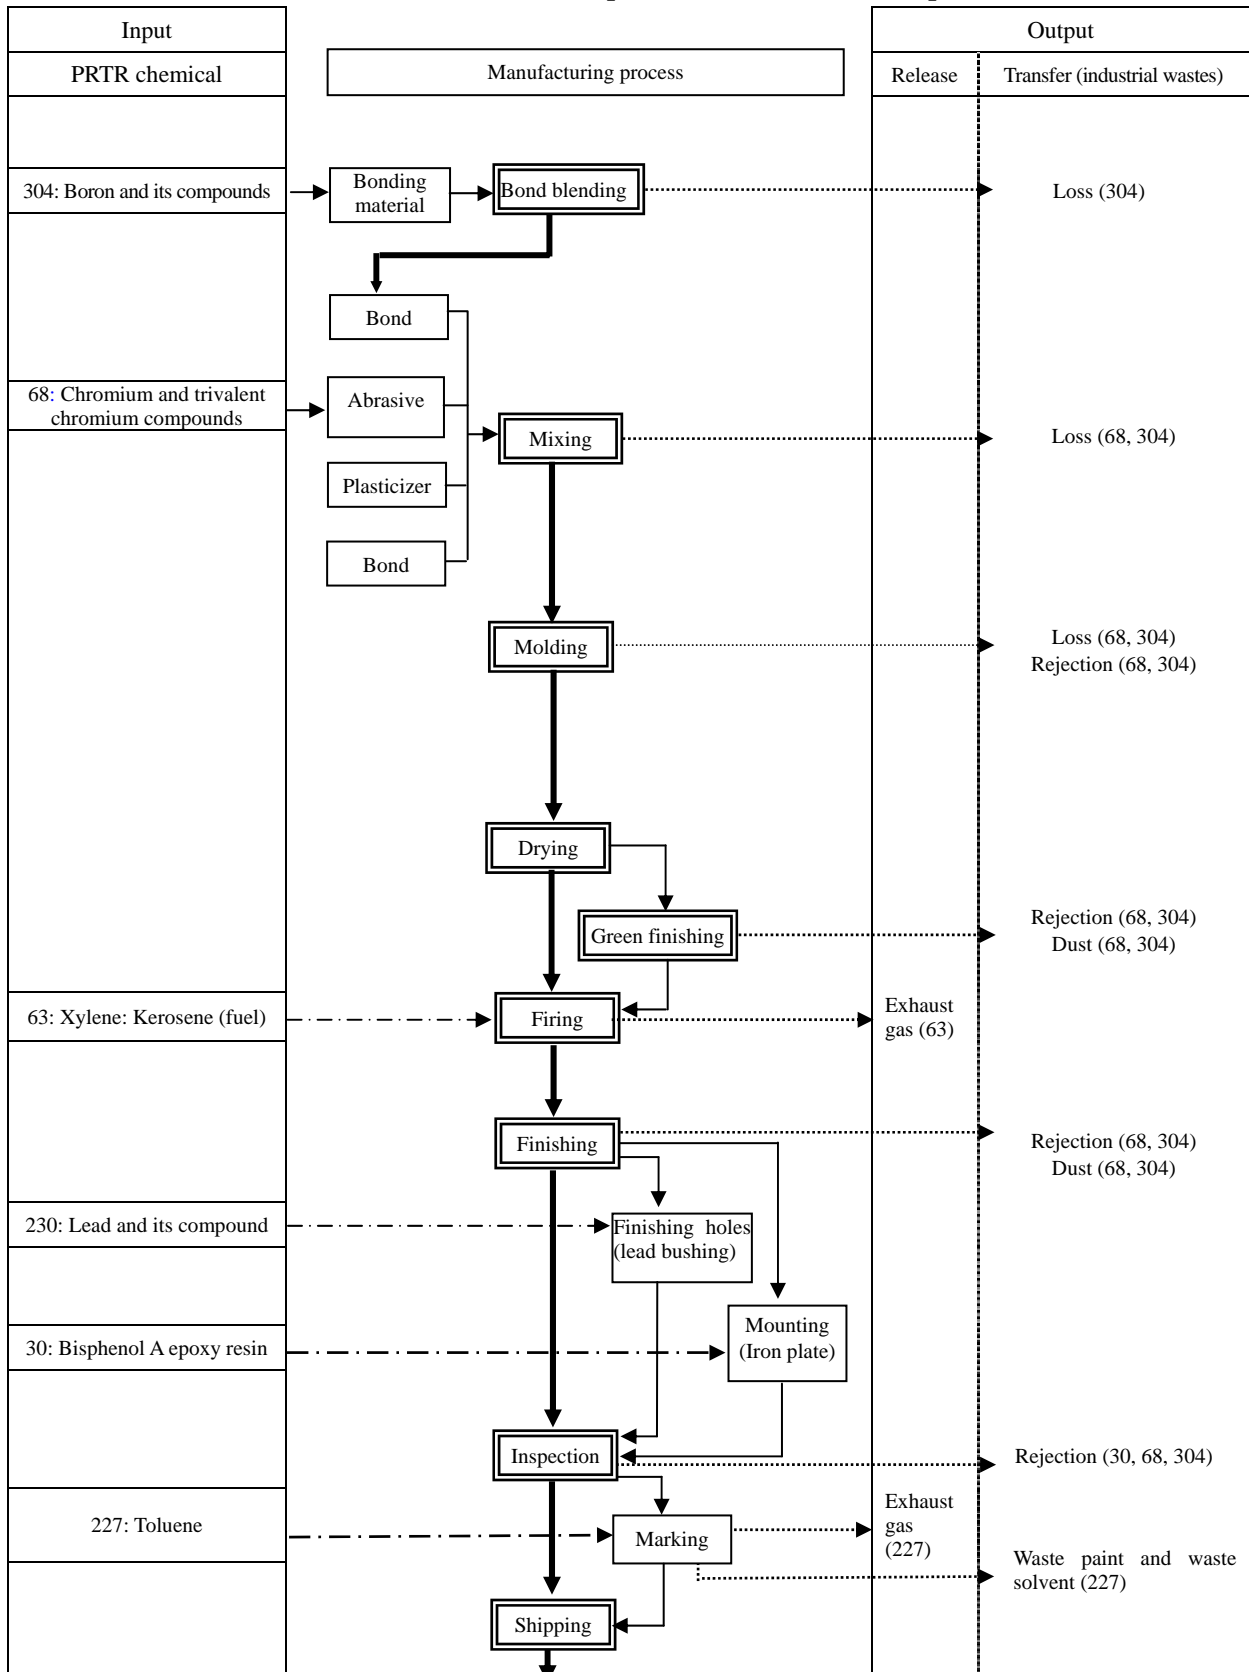 Input
Output
PRTR chemical
Manufacturing process
Release
Transfer (industrial wastes)
304: Boron and its compounds
Bonding
material
Bond blending
Loss (304)
Bond
68: Chromium and trivalent
chromium compounds
Abrasive
Mixing
Loss (68, 304)
Plasticizer
Bond
Molding
Loss (68, 304)
Rejection (68, 304)
Drying
Green finishing
Rejection (68, 304)
Dust (68, 304)
63: Xylene: Kerosene (fuel)
Firing
Exhaust
gas (63)
Finishing
Rejection (68, 304)
Dust (68, 304)
230: Lead and its compound
Finishing holes
(lead bushing)
30: Bisphenol A epoxy resin
Mounting
(Iron plate)
Inspection
Rejection (30, 68, 304)
227: Toluene
Marking
Exhaust
gas
(227)
Waste paint and waste
solvent (227)
Shipping